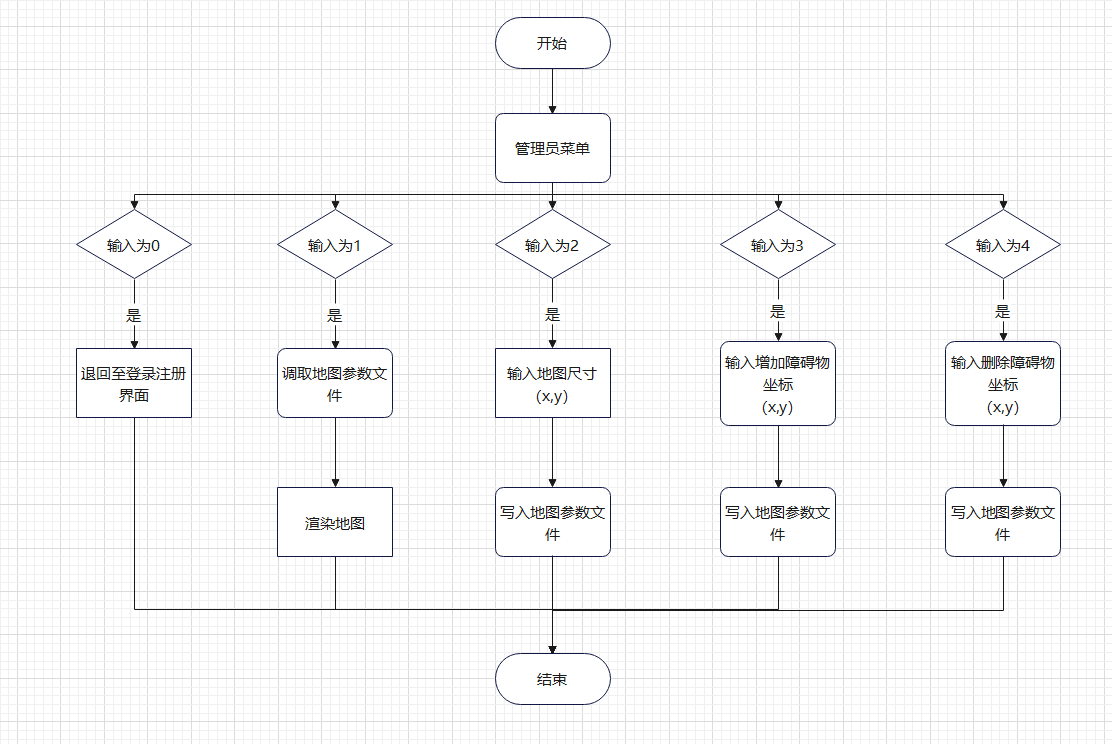 开始
管理员菜单
输入为0
输入为1
输入为2
输入为3
输入为4
是
是
是
是
是
退回至登录注册
界面
调取地图参数文
件
输入地图尺寸
（x,y）
输入增加障碍物
坐标
（x,y）
输入删除障碍物
坐标
（x,y）
渲染地图
写入地图参数文
件
写入地图参数文
件
写入地图参数文
件
结束